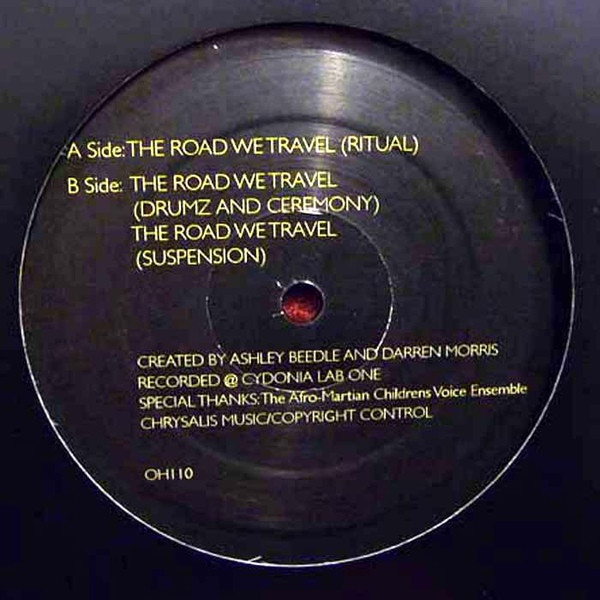 A Side: THE ROAD WE TRAVEL (RITUAL)
B Side: THE ROAD WE TRAVEL
(DRUMZ AND CEREMONY)
THE ROAD WE TRAVEL
(SUSPENSION)
CREATED BY ASHLEY BEEDLE AND DARREN MORRIS
RECORDED @ CYDONIA LAB ONE
SPECIAL THANKS: The Afro-Martian Childrens Voice Ensemble
CHRYSALIS MUSIC/COPYRIGHT CONTROL
OH110